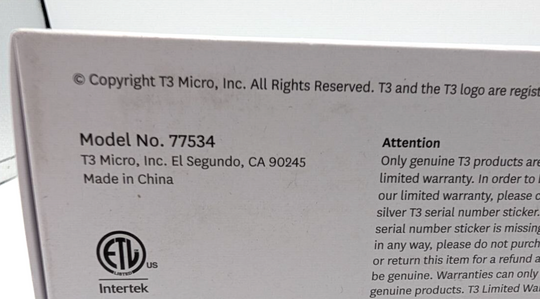 © Copyright T3 Micro, Inc. All Rights Reserved. T3 and the T3 logo are regist
Model No. 77534
T3 Micro, Inc. El Segundo, CA 90245
Made in China
ETL
LISTED
US
Intertek
Attention
Only genuine T3 products are
limited warranty. In order to
our limited warranty, please c
silver T3 serial number sticker.
serial number sticker is missing
in any way, please do not purch
or return this item for a refund a
be genuine. Warranties can only
genuine products. T3 Limited Wa